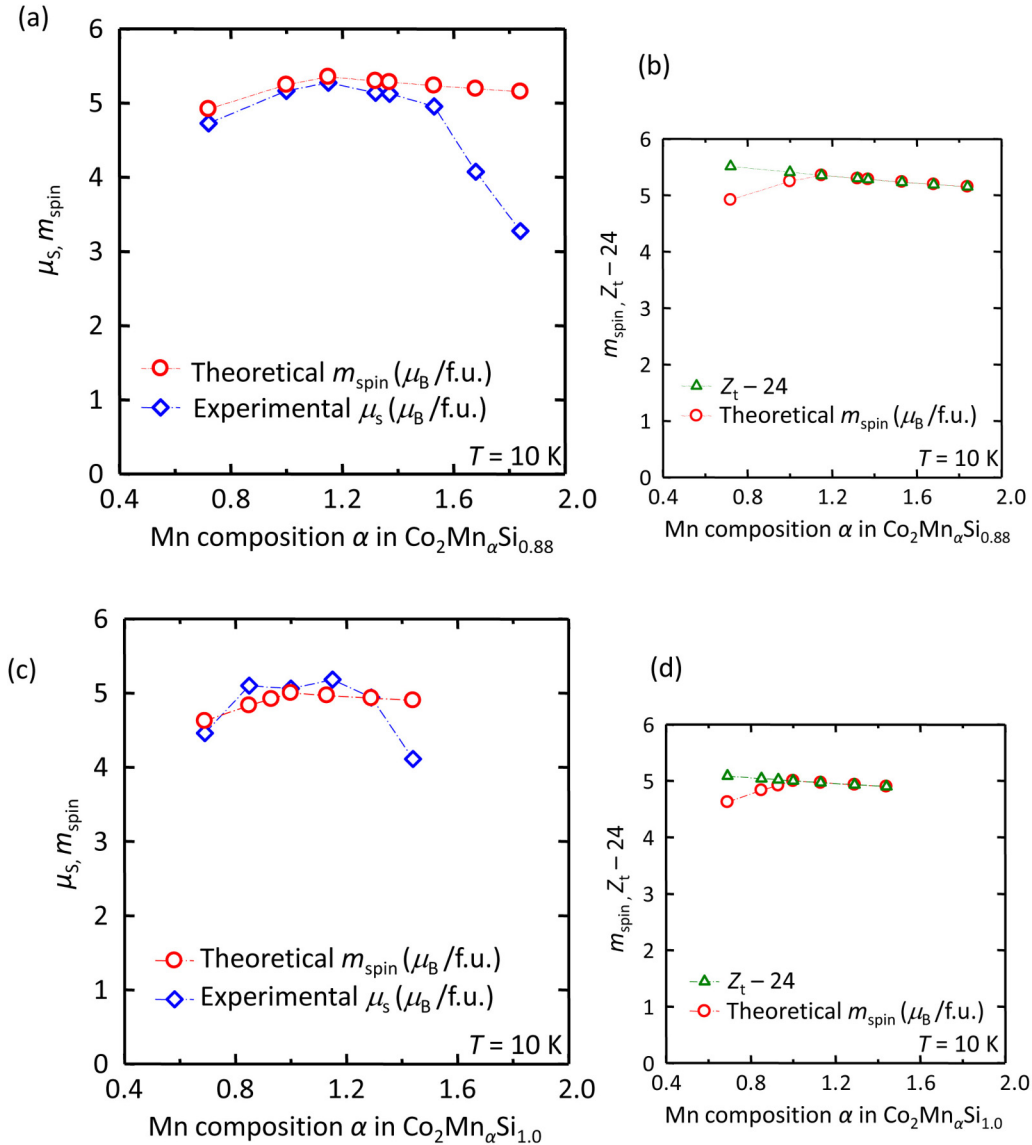 (a)
6
5
4
3
2
1
0
μS, mspin
Theoretical mspin (μB/f.u.)
Experimental μs (μB/f.u.)
T = 10 K
0.4 0.8 1.2 1.6 2.0
Mn composition α in Co2MnαSi0.88
(b)
6
5
4
3
2
1
0
mspin, Zt – 24
Zt – 24
Theoretical mspin (μB/f.u.)
T = 10 K
0.4 0.8 1.2 1.6 2.0
Mn composition α in Co2MnαSi0.88
(c)
6
5
4
3
2
1
0
μS, mspin
Theoretical mspin (μB/f.u.)
Experimental μs (μB/f.u.)
T = 10 K
0.4 0.8 1.2 1.6 2.0
Mn composition α in Co2MnαSi1.0
(d)
6
5
4
3
2
1
0
mspin, Zt – 24
Zt – 24
Theoretical mspin (μB/f.u.)
T = 10 K
0.4 0.8 1.2 1.6 2.0
Mn composition α in Co2MnαSi1.0